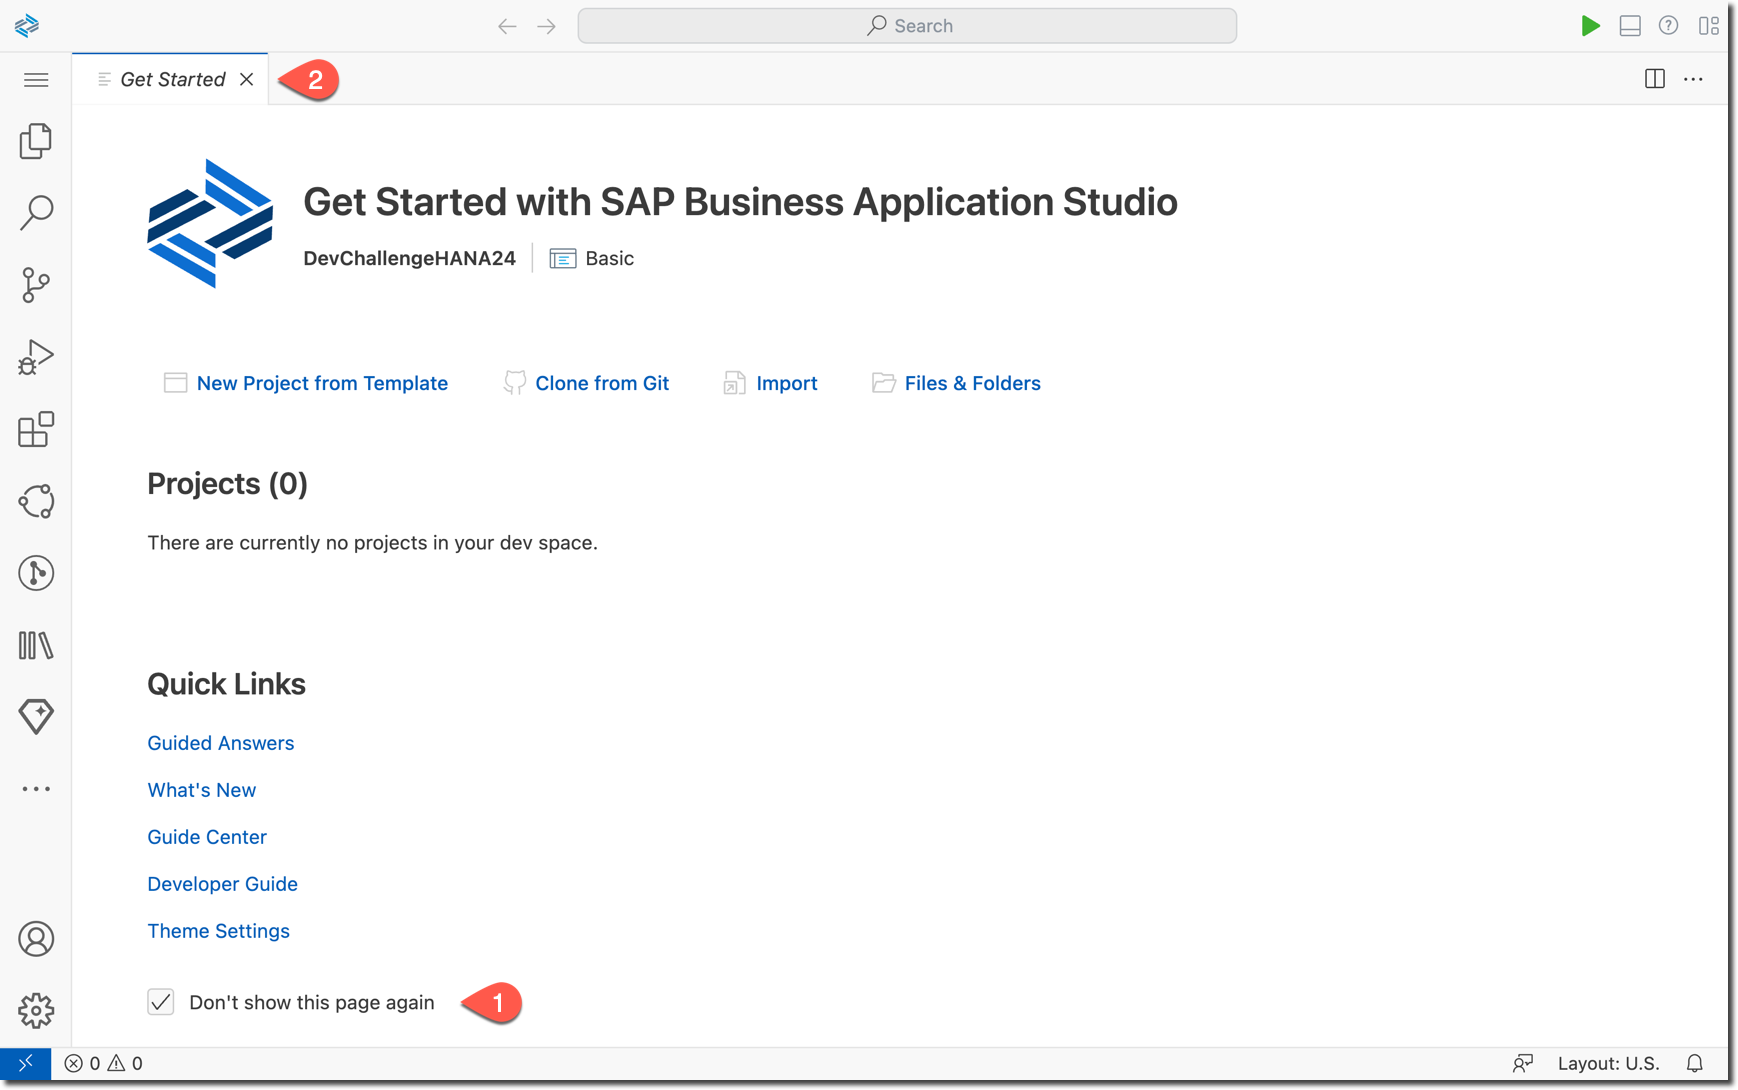 Search
Get Started
2
Get Started with SAP Business Application Studio
DevChallengeHANA24
Basic
New Project from Template
Clone from Git
Import
Files & Folders
Projects (0)
There are currently no projects in your dev space.
Quick Links
Guided Answers
What's New
Guide Center
Developer Guide
Theme Settings
Don't show this page again
1
0
0
Layout: U.S.